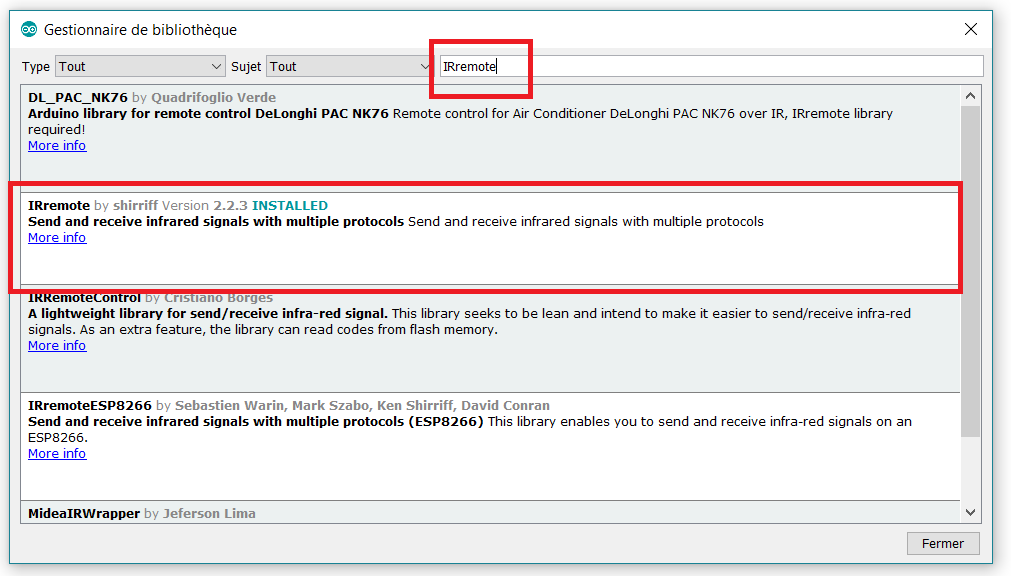 Gestionnaire de bibliothèque
Type Tout Sujet Tout IRremote
DL_PAC_NK76 by Quadrifoglio Verde
Arduino library for remote control DeLonghi PAC NK76 Remote control for Air Conditioner DeLonghi PAC NK76 over IR, IRremote library
required!
More info
IRremote by shirriff Version 2.2.3 INSTALLED
Send and receive infrared signals with multiple protocols Send and receive infrared signals with multiple protocols
More info
IRRemoteControl by Cristiano Borges
A lightweight library for send/receive infra-red signal. This library seeks to be lean and intend to make it easier to send/receive infra-red
signals. As an extra feature, the library can read codes from flash memory.
More info
IRremoteESP8266 by Sebastien Warin, Mark Szabo, Ken Shirriff, David Conran
Send and receive infrared signals with multiple protocols (ESP8266) This library enables you to send and receive infra-red signals on an
ESP8266.
More info
MideaIRWrapper by Jeferson Lima
Fermer